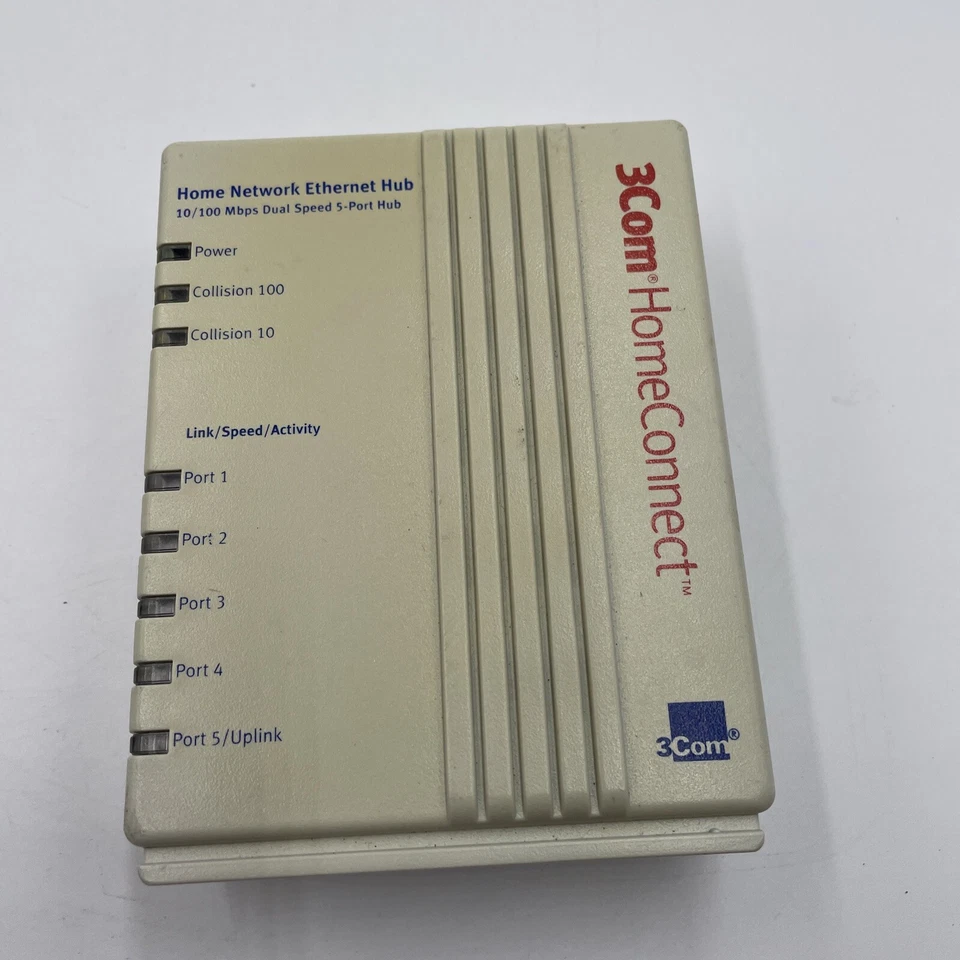 Home Network Ethernet Hub
10/100 Mbps Dual Speed 5-Port Hub
Power
Collision 100
Collision 10
Link/Speed/Activity
Port 1
Port 2
Port 3
Port 4
Port 5/Uplink
3Com® HomeConnect™
3Com®